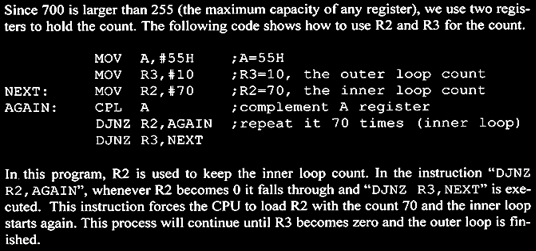 Since 700 is larger than 255 (the maximum capacity of any register), we use two regis-
ters to hold the count. The following code shows how to use R2 and R3 for the count.
MOV A,#55H ;A=55H
MOV R3,#10 ;R3=10, the outer loop count
NEXT: MOV R2,#70 ;R2=70, the inner loop count
AGAIN: CPL A ;complement A register
DJNZ R2,AGAIN ;repeat it 70 times (inner loop)
DJNZ R3,NEXT
In this program, R2 is used to keep the inner loop count. In the instruction “DJNZ
R2,AGAIN”, whenever R2 becomes 0 it falls through and “DJNZ R3,NEXT” is exe-
cuted. This instruction forces the CPU to load R2 with the count 70 and the inner loop
starts again. This process will continue until R3 becomes zero and the outer loop is fin-
ished.